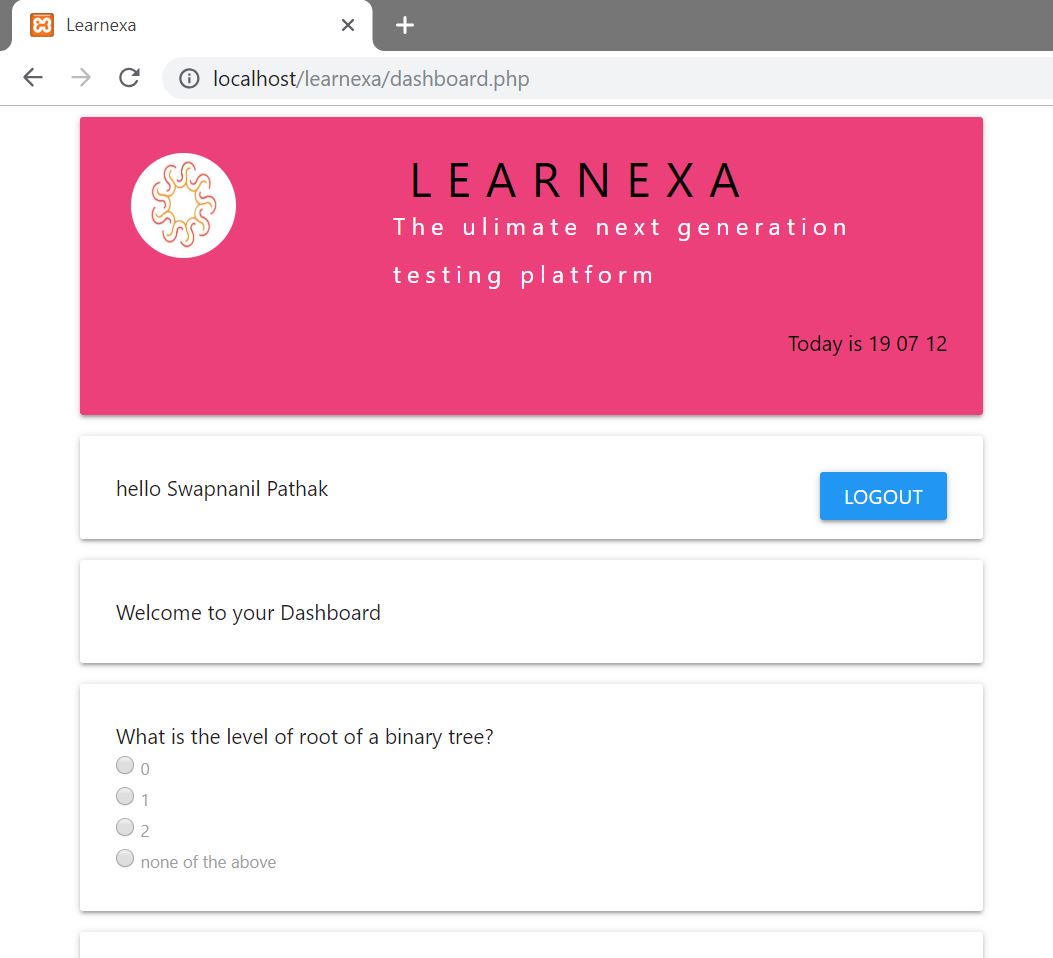 Learnexa
localhost/learnexa/dashboard.php
LEARNEXA
The ulimate next generation
testing platform
Today is 19 07 12
hello Swapnanil Pathak
LOGOUT
Welcome to your Dashboard
What is the level of root of a binary tree?
0
1
2
none of the above